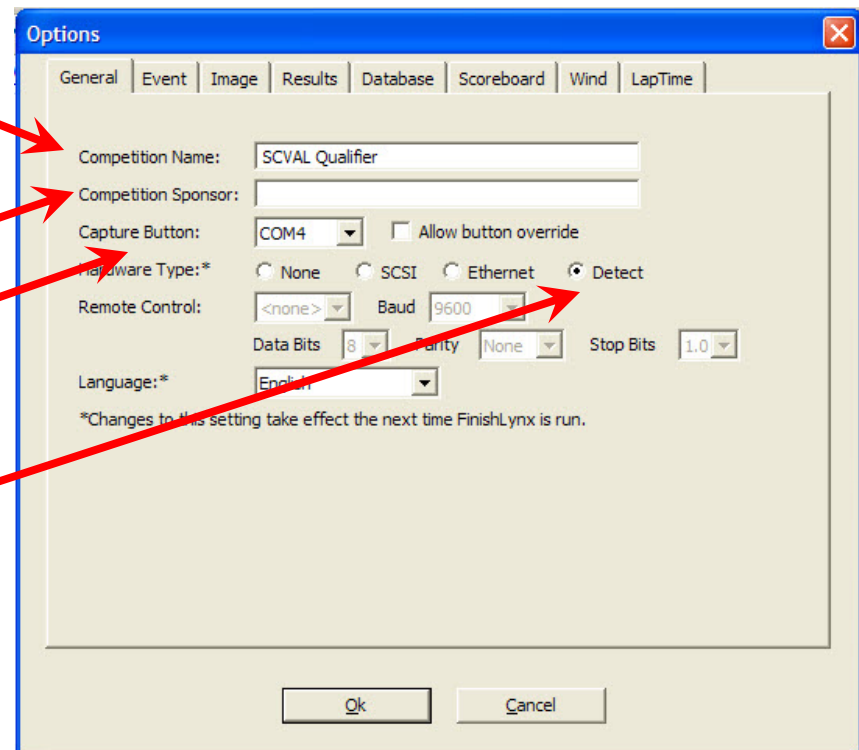 Options
General Event Image Results Database Scoreboard Wind LapTime
Competition Name: SCVAL Qualifier
Competition Sponsor:
Capture Button: COM4 Allow button override
Hardware Type:* None SCSI Ethernet Detect
Remote Control: <none> Baud 9600
Data Bits 8 Parity None Stop Bits 1.0
Language:* English
*Changes to this setting take effect the next time FinishLynx is run.
Ok Cancel